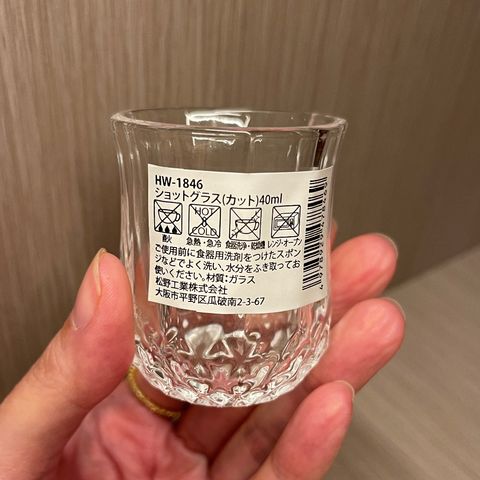 HW-1846
ショットグラス(カット)40ml
HOT COLD
直火 急熱・急冷 食器洗浄・乾燥機 レンジ・オーブン
ご使用前に食器用洗剤をつけたスポン
ジなどでよく洗い、水分をふき取ってお
使いください。材質:ガラス
松野工業株式会社
大阪市平野区瓜破南2-3-67